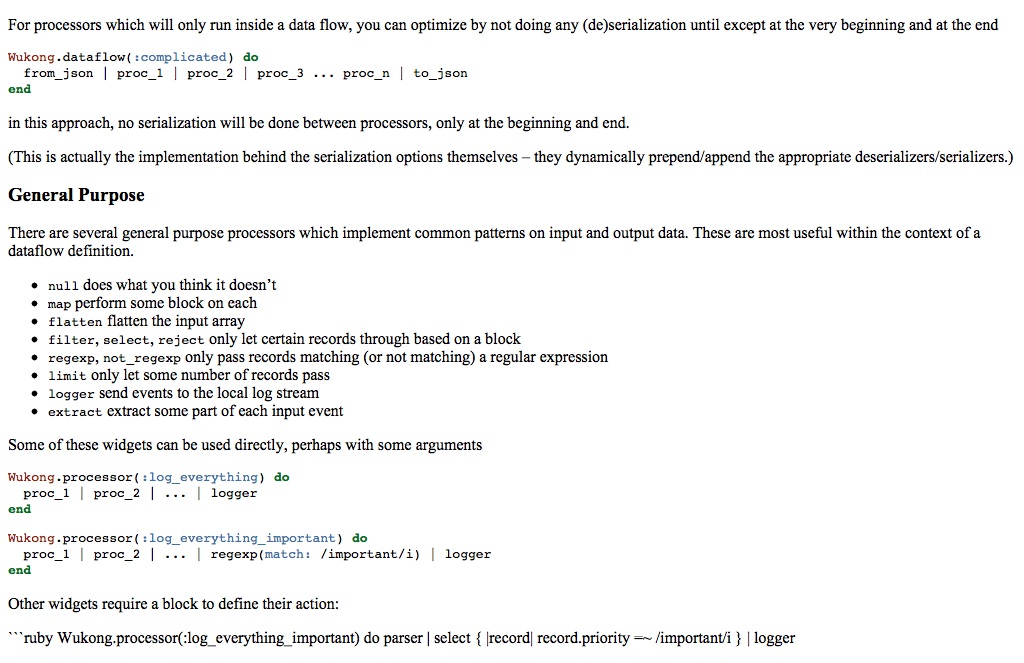 For processors which will only run inside a data flow, you can optimize by not doing any (de)serialization until except at the very beginning and at the end
Wukong.dataflow(:complicated) do
  from_json | proc_1 | proc_2 | proc_3 ... proc_n | to_json
end
in this approach, no serialization will be done between processors, only at the beginning and end.
(This is actually the implementation behind the serialization options themselves – they dynamically prepend/append the appropriate deserializers/serializers.)
General Purpose
There are several general purpose processors which implement common patterns on input and output data. These are most useful within the context of a
dataflow definition.
• null does what you think it doesn’t
• map perform some block on each
• flatten flatten the input array
• filter, select, reject only let certain records through based on a block
• regexp, not_regexp only pass records matching (or not matching) a regular expression
• limit only let some number of records pass
• logger send events to the local log stream
• extract extract some part of each input event
Some of these widgets can be used directly, perhaps with some arguments
Wukong.processor(:log_everything) do
  proc_1 | proc_2 | ... | logger
end
Wukong.processor(:log_everything_important) do
  proc_1 | proc_2 | ... | regexp(match: /important/i) | logger
end
Other widgets require a block to define their action:
```ruby Wukong.processor(:log_everything_important) do parser | select { |record| record.priority =~ /important/i } | logger